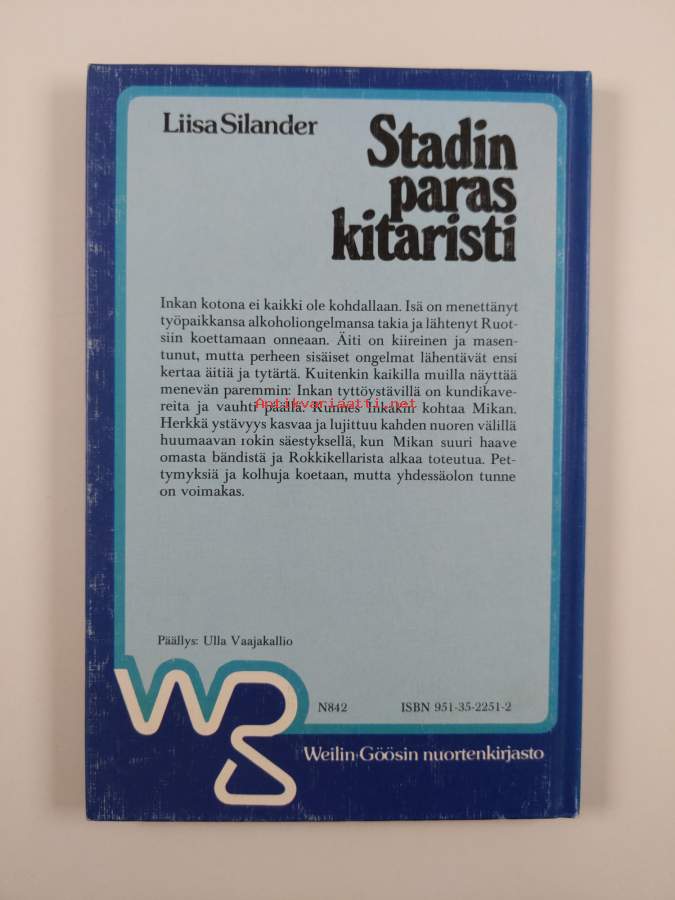 Liisa Silander
Stadin
paras
kitaristi
Inkan kotona ei kaikki ole kohdallaan. Isä on menettänyt
työpaikkansa alkoholiongelmansa takia ja lähtenyt Ruot-
siin koettamaan onneaan. Äiti on kiireinen ja masen-
tunut, mutta perheen sisäiset ongelmat lähentävät ensi
kertaa äitiä ja tytärtä. Kuitenkin kaikilla muilla näyttää
menevän paremmin: Inkan tyttöystävillä on kundikave-
Antikvariaatti.net
reita ja vauhti päällä. Kunnes Inkakin kohtaa Mikan.
Herkkä ystävyys kasvaa ja lujittuu kahden nuoren välillä
huumaavan rokin säestyksellä, kun Mikan suuri haave
omasta bändistä ja Rokkikellarista alkaa toteutua. Pet-
tymyksiä ja kolhuja koetaan, mutta yhdessäolon tunne
on voimakas.
Päällys: Ulla Vaajakallio
N842 ISBN 951-35-2251-2
Weilin+Göösin nuortenkirjasto